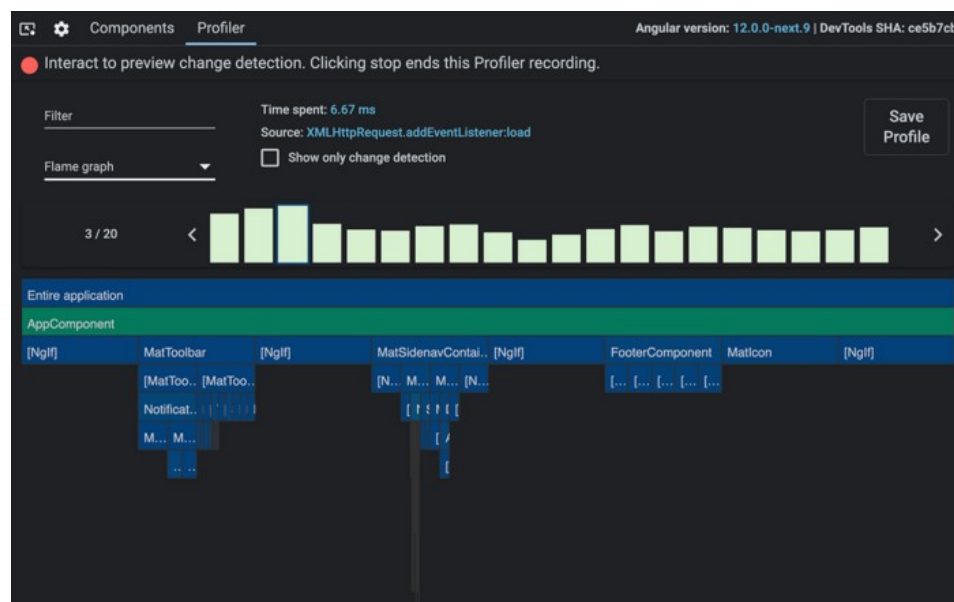 Components Profiler
Angular version: 12.0.0-next.9 | DevTools SHA: ce5b7cb
Interact to preview change detection. Clicking stop ends this Profiler recording.
Filter
Time spent: 6.67 ms
Source: XMLHttpRequest.addEventListener:load
Show only change detection
Save
Profile
Flame graph
3 / 20
Entire application
AppComponent
[NgIf] MatToolbar [NgIf] MatSidenavContai.. [NgIf] FooterComponent MatIcon [NgIf]
[MatToo.. [MatToo.. [N... M... M... [N... [... [... [... [... [...
Notificat..
M... M...